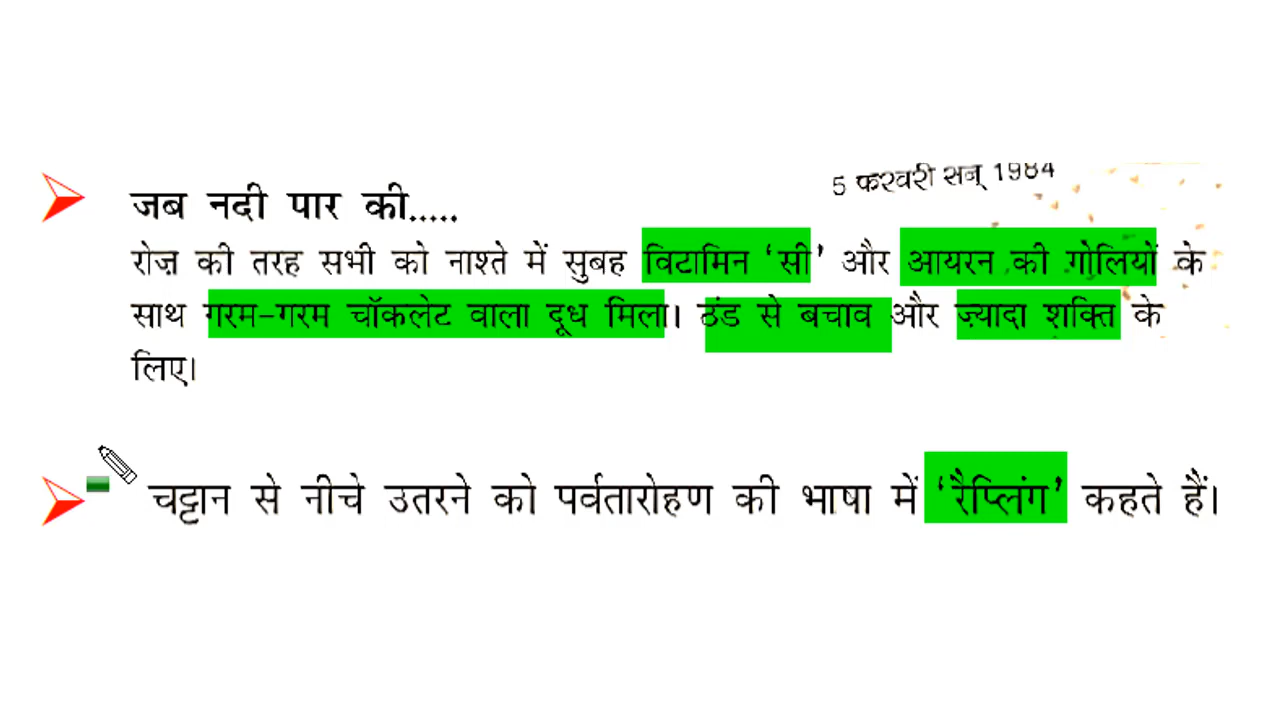 5 फरवरी सन् 1984
जब नदी पार की.....
रोज़ की तरह सभी को नाश्ते में सुबह विटामिन ‘सी’ और आयरन की गोलियों के
साथ गरम-गरम चॉकलेट वाला दूध मिला। ठंड से बचाव और ज़्यादा शक्ति के
लिए।
चट्टान से नीचे उतरने को पर्वतारोहण की भाषा में ‘रैप्लिंग’ कहते हैं।